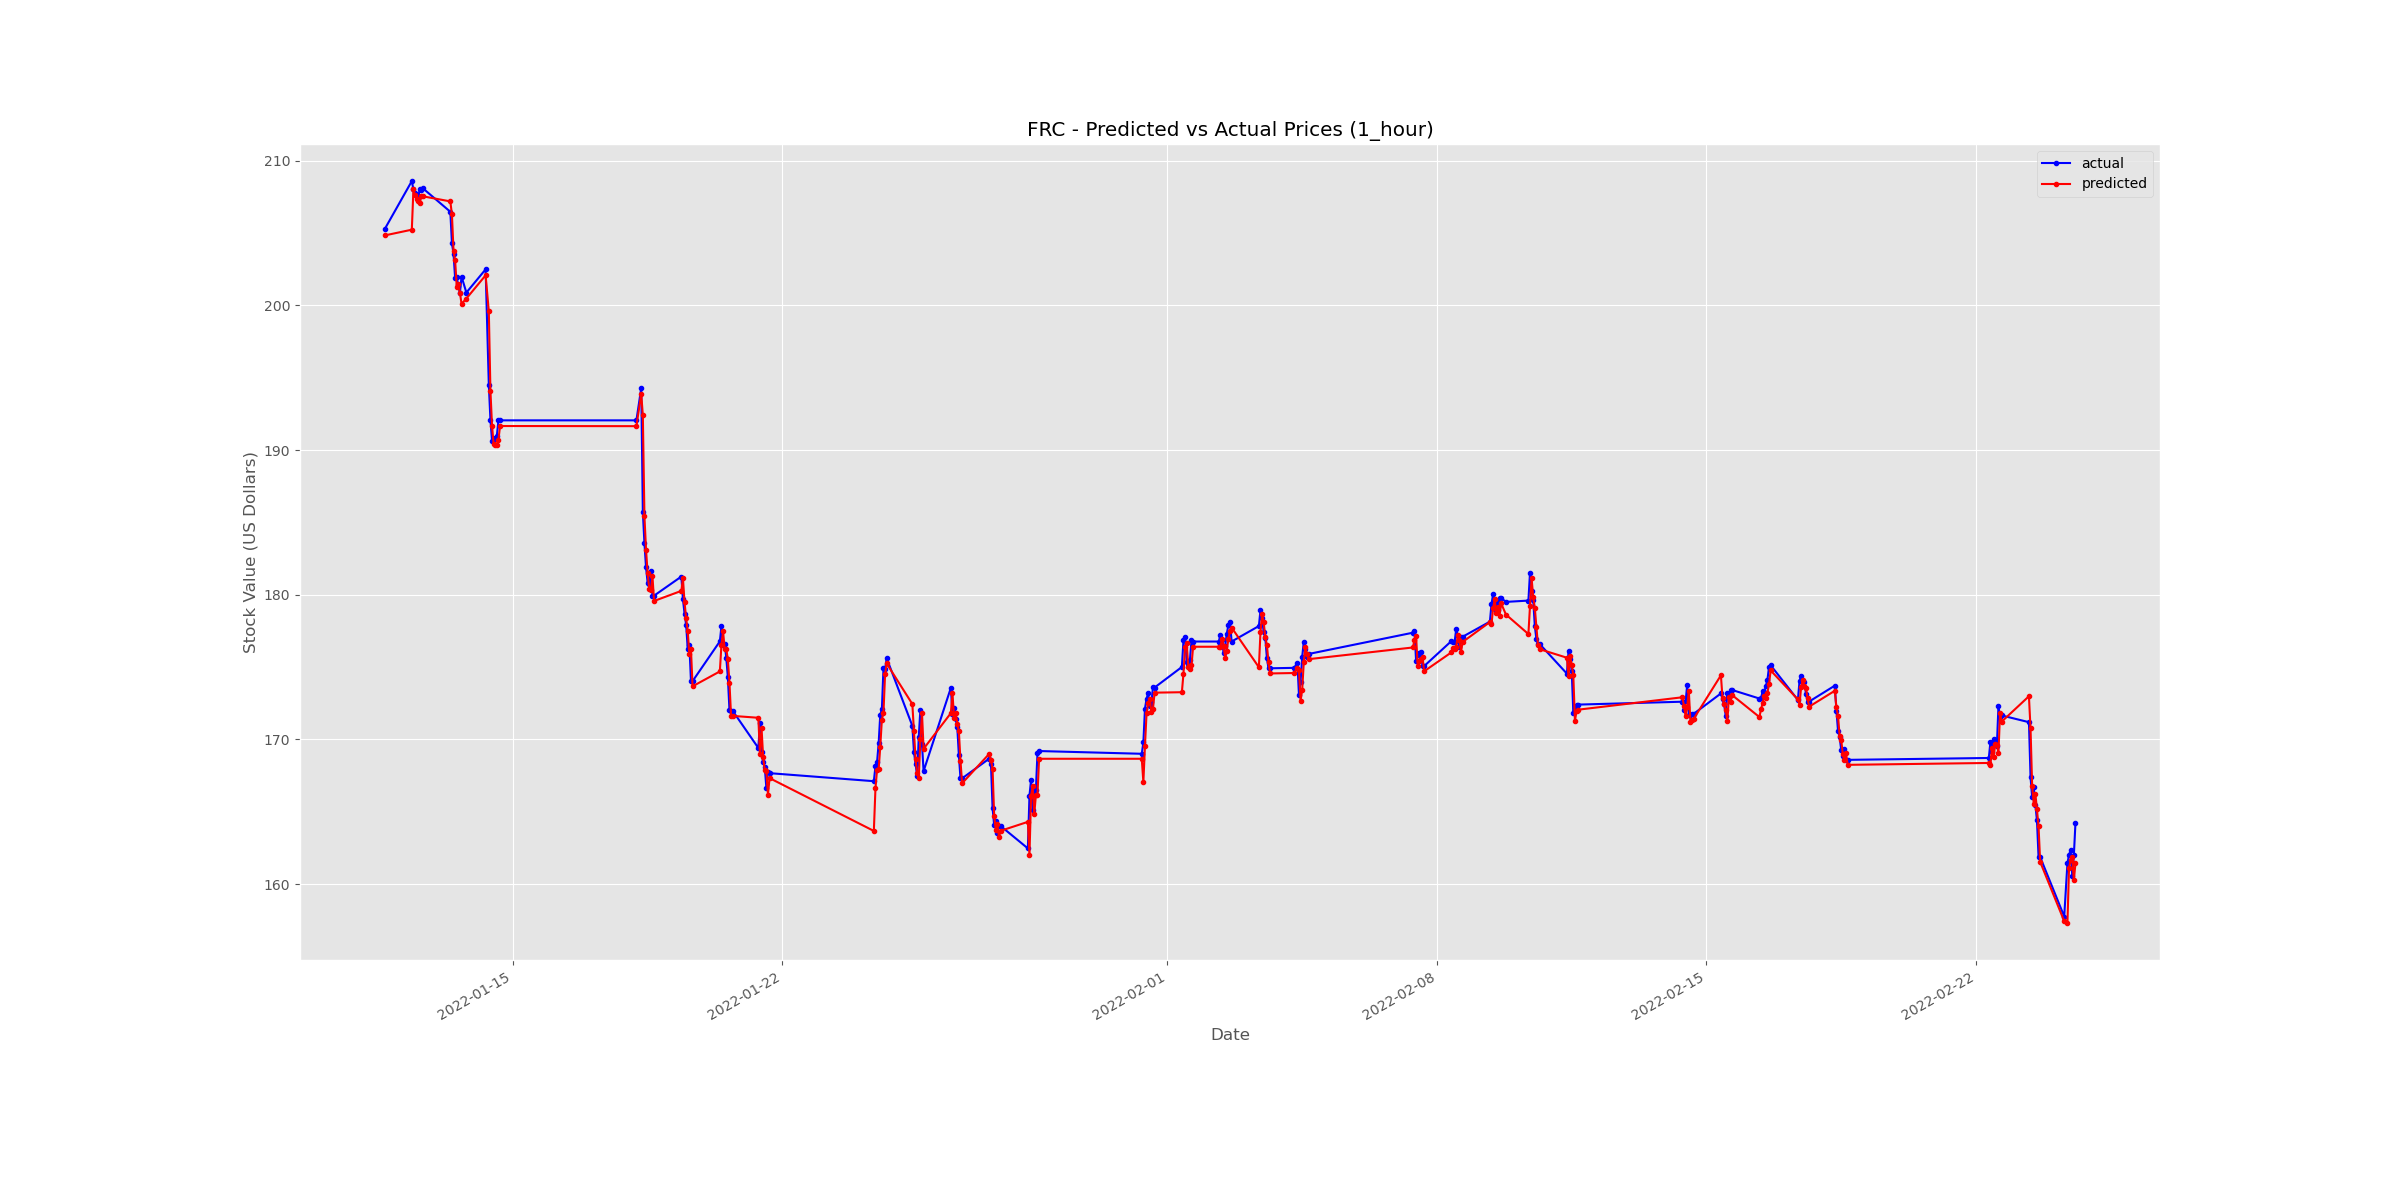 FRC - Predicted vs Actual Prices (1_hour)
actual
predicted
Stock Value (US Dollars)
210
200
190
180
170
160
2022-01-15
2022-01-22
2022-02-01
2022-02-08
2022-02-15
2022-02-22
Date